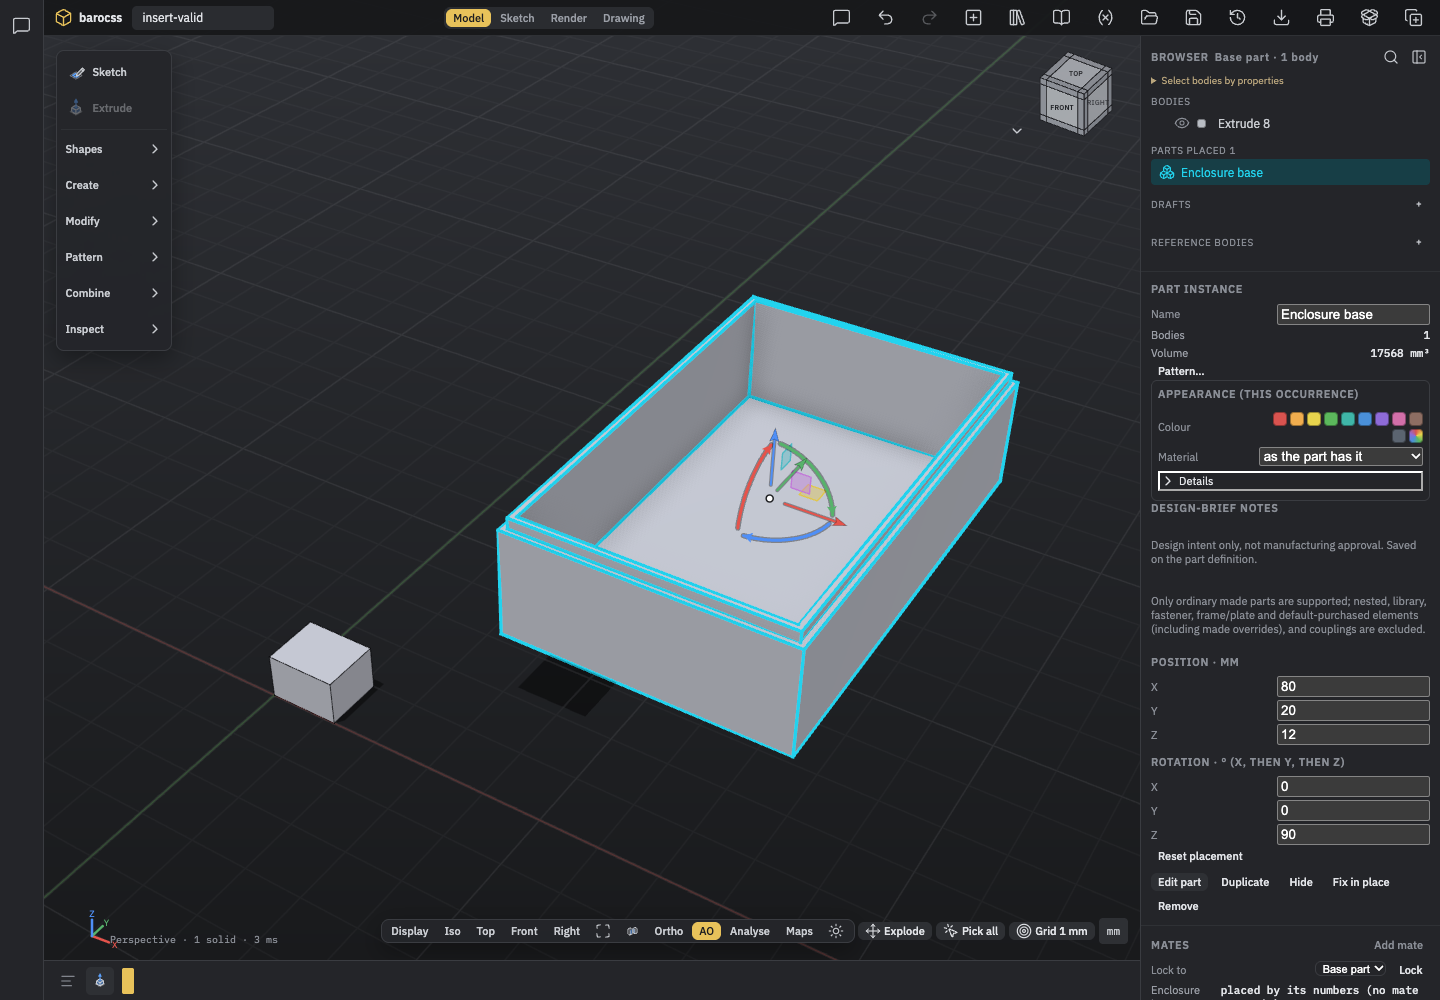 barocss
insert-valid
Model
Sketch
Render
Drawing
Sketch
Extrude
Shapes
Create
Modify
Pattern
Combine
Inspect
TOP
FRONT
RIGHT
BROWSER Base part · 1 body
Select bodies by properties
BODIES
Extrude 8
PARTS PLACED 1
Enclosure base
DRAFTS +
REFERENCE BODIES +
PART INSTANCE
Name Enclosure base
Bodies 1
Volume 17568 mm³
Pattern...
APPEARANCE (THIS OCCURRENCE)
Colour
Material as the part has it
Details
DESIGN-BRIEF NOTES
Design intent only, not manufacturing approval. Saved
on the part definition.
Only ordinary made parts are supported; nested, library,
fastener, frame/plate and default-purchased elements
(including made overrides), and couplings are excluded.
POSITION · MM
X 80
Y 20
Z 12
ROTATION · ° (X, THEN Y, THEN Z)
X 0
Y 0
Z 90
Reset placement
Edit part Duplicate Hide Fix in place
Remove
MATES Add mate
Lock to Base part Lock
Enclosure placed by its numbers (no mate
Z
Y
X
Perspective · 1 solid · 3 ms
Display Iso Top Front Right Ortho AO Analyse Maps Explode Pick all Grid 1 mm mm